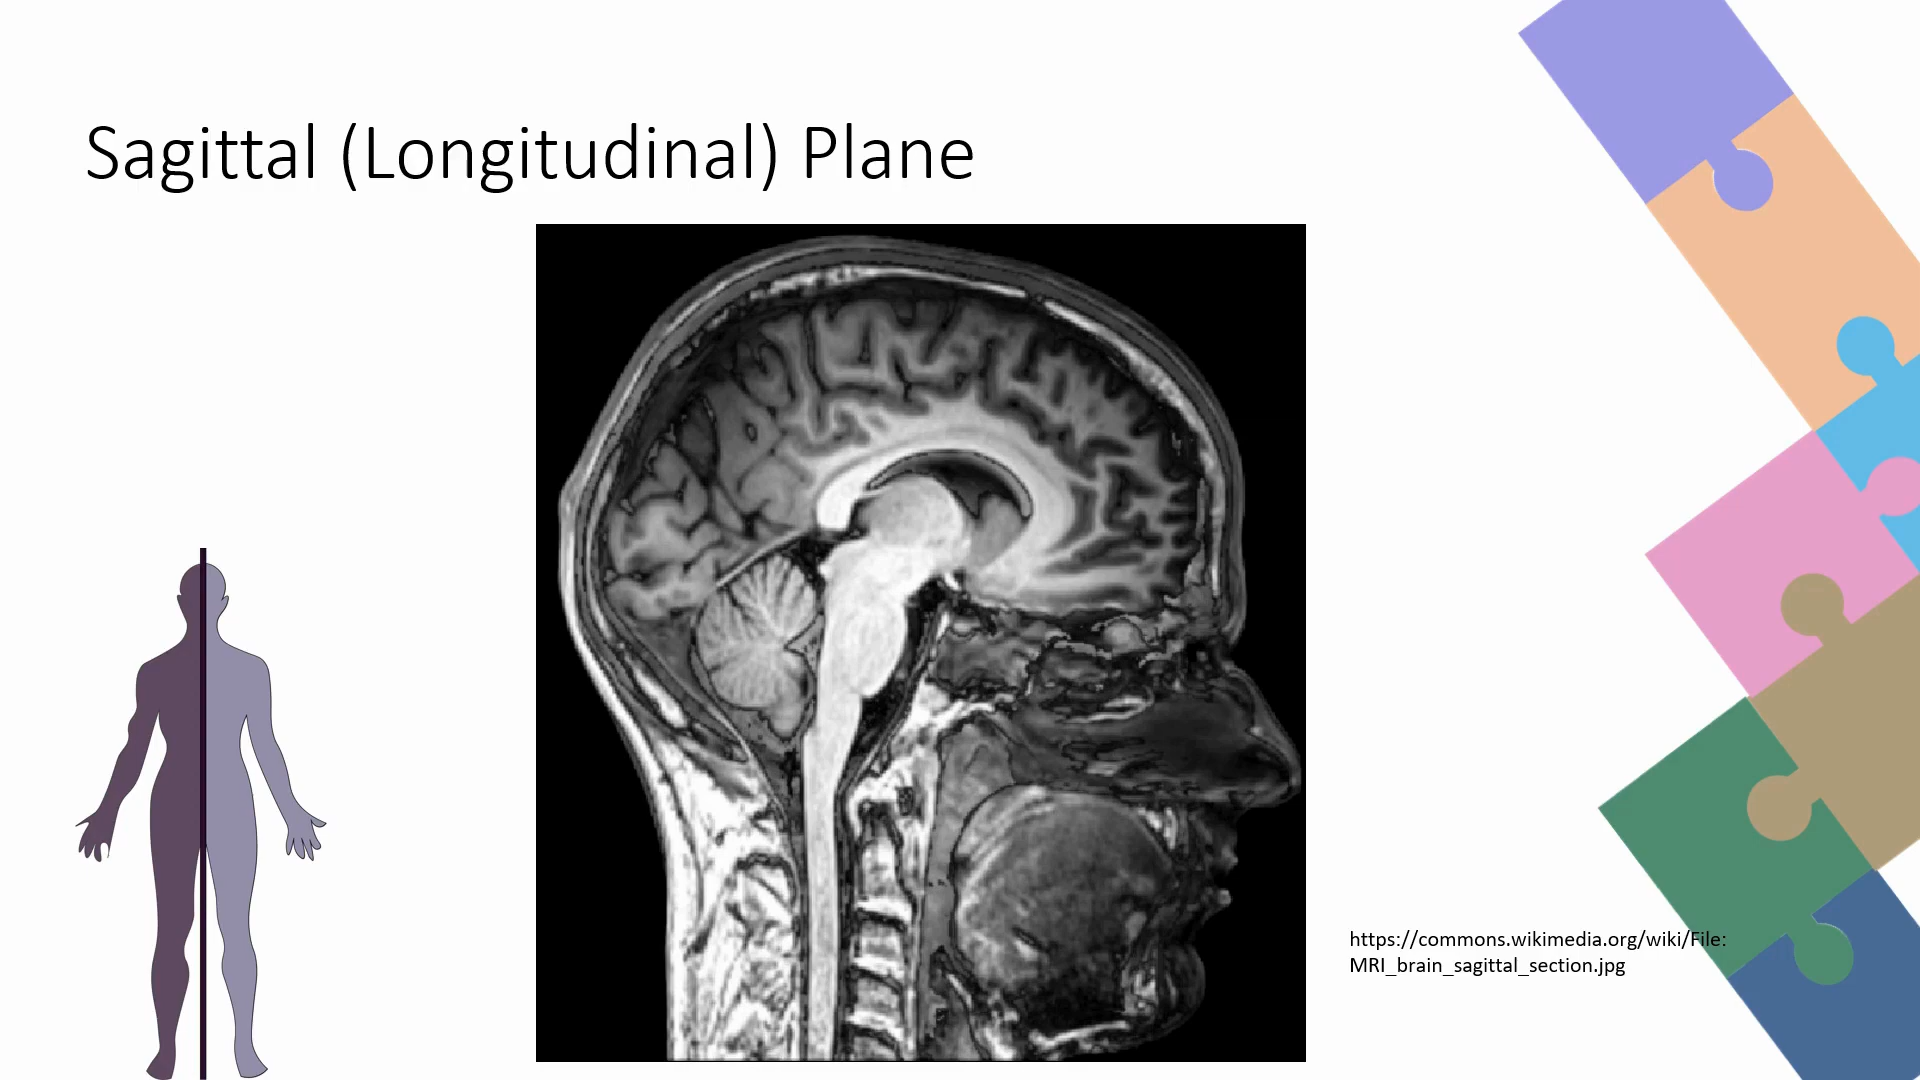 Sagittal (Longitudinal) Plane
https://commons.wikimedia.org/wiki/File:
MRI_brain_sagittal_section.jpg